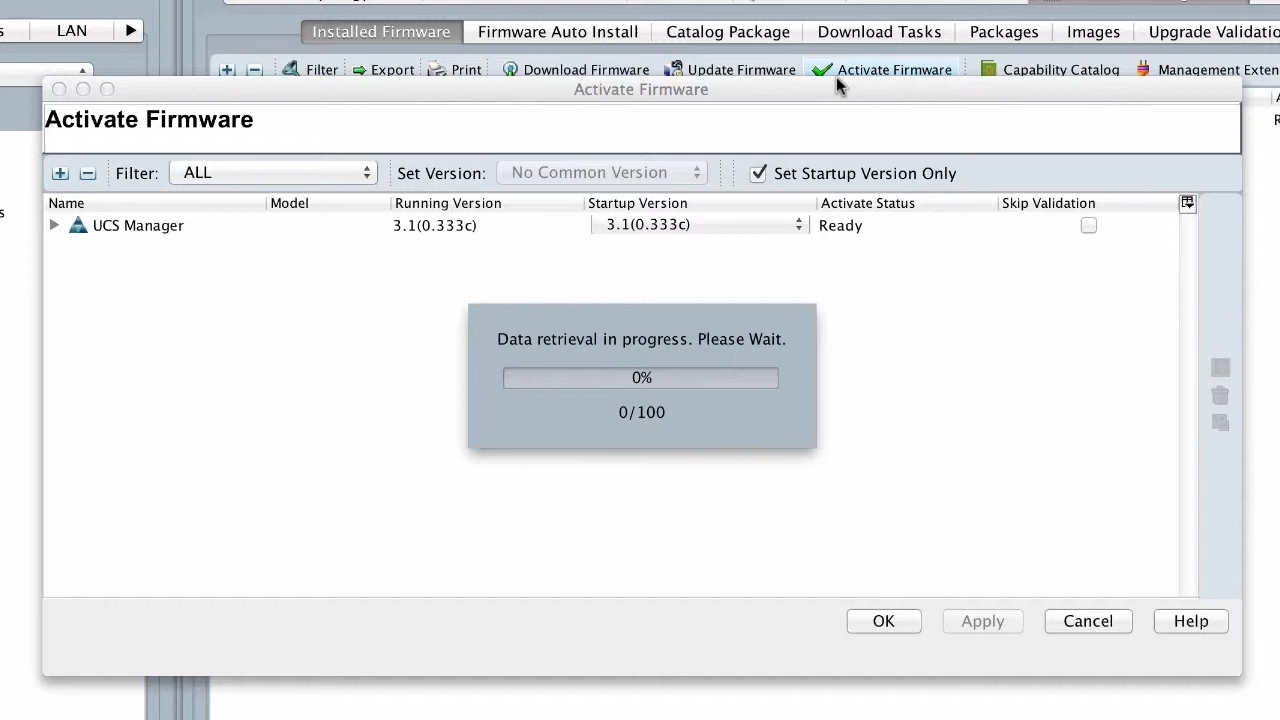 LAN
Installed Firmware Firmware Auto Install Catalog Package Download Tasks Packages Images Upgrade Validatio
Filter Export Print Download Firmware Update Firmware Activate Firmware Capability Catalog Management Exten
Activate Firmware
Activate Firmware
Filter: ALL Set Version: No Common Version Set Startup Version Only
Name Model Running Version Startup Version Activate Status Skip Validation
UCS Manager 3.1(0.333c) 3.1(0.333c) Ready
Data retrieval in progress. Please Wait.
0%
0/100
OK Apply Cancel Help